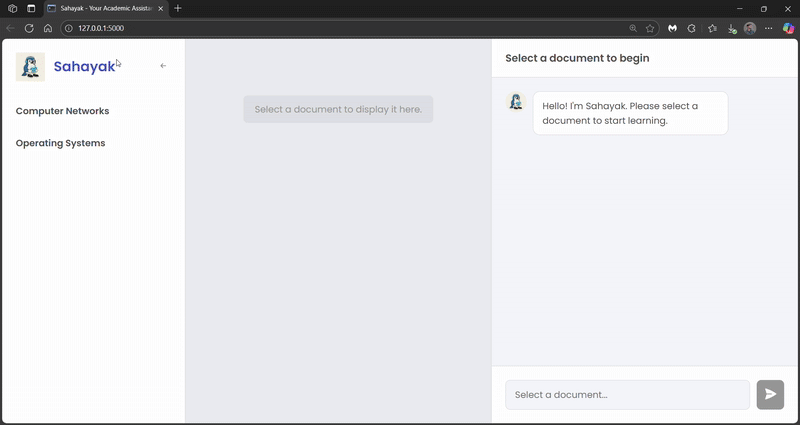 Sahayak - Your Academic Assistan
127.0.0.1:5000
Sahayak
Computer Networks
Operating Systems
Select a document to display it here.
Select a document to begin
Hello! I'm Sahayak. Please select a
document to start learning.
Select a document...